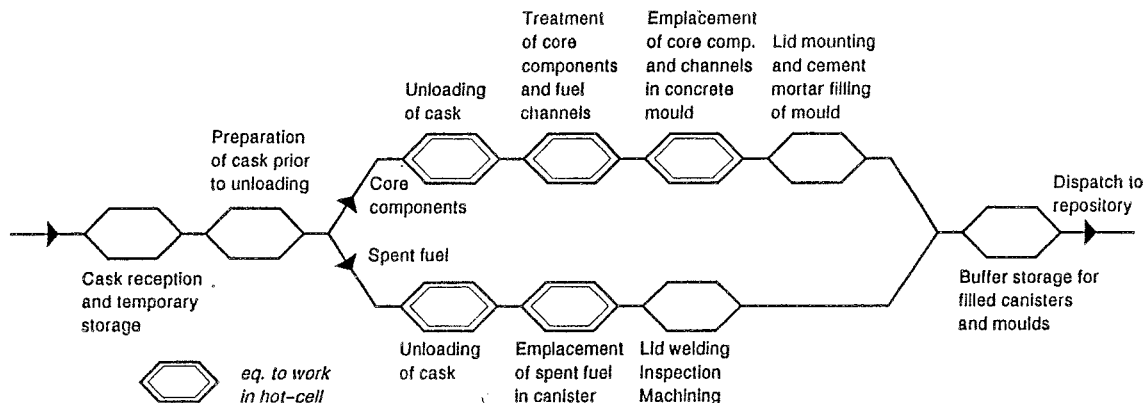 Treatment
of core
components
and fuel
channels
Emplacement
of core comp.
and channels
in concrete
mould
Lid mounting
and cement
mortar filling
of mould
Unloading
of cask
Preparation
of cask prior
to unloading
Core
components
Dispatch to
repository
Spent fuel
Cask reception
and temporary
storage
Buffer storage for
filled canisters
and moulds
Unloading
of cask
Emplacement
of spent fuel
in canister
Lid welding
Inspection
Machining
eq. to work
in hot-cell